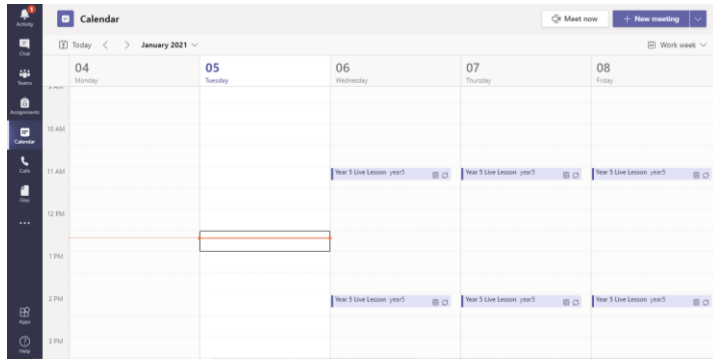 1
Activity
Chat
Teams
Assignments
Calendar
Calls
Files
Apps
Help
Calendar
Meet now
New meeting
Today
January 2021
Work week
04 05 06 07 08
Monday Tuesday Wednesday Thursday Friday
9 AM
10 AM
11 AM
Year 5 Live Lesson year5 Year 5 Live Lesson year5 Year 5 Live Lesson year5
12 PM
1 PM
2 PM
Year 5 Live Lesson year5 Year 5 Live Lesson year5 Year 5 Live Lesson year5
3 PM